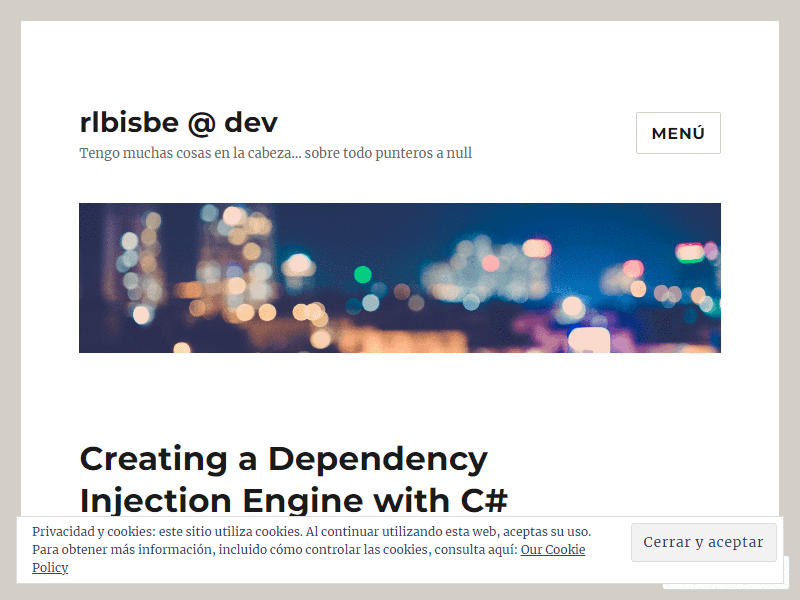 rlbisbe @ dev
MENÚ
Tengo muchas cosas en la cabeza… sobre todo punteros a null
Creating a Dependency
Injection Engine with C#
Privacidad y cookies: este sitio utiliza cookies. Al continuar utilizando esta web, aceptas su uso.
Para obtener más información, incluido cómo controlar las cookies, consulta aquí: Our Cookie
Policy
Cerrar y aceptar